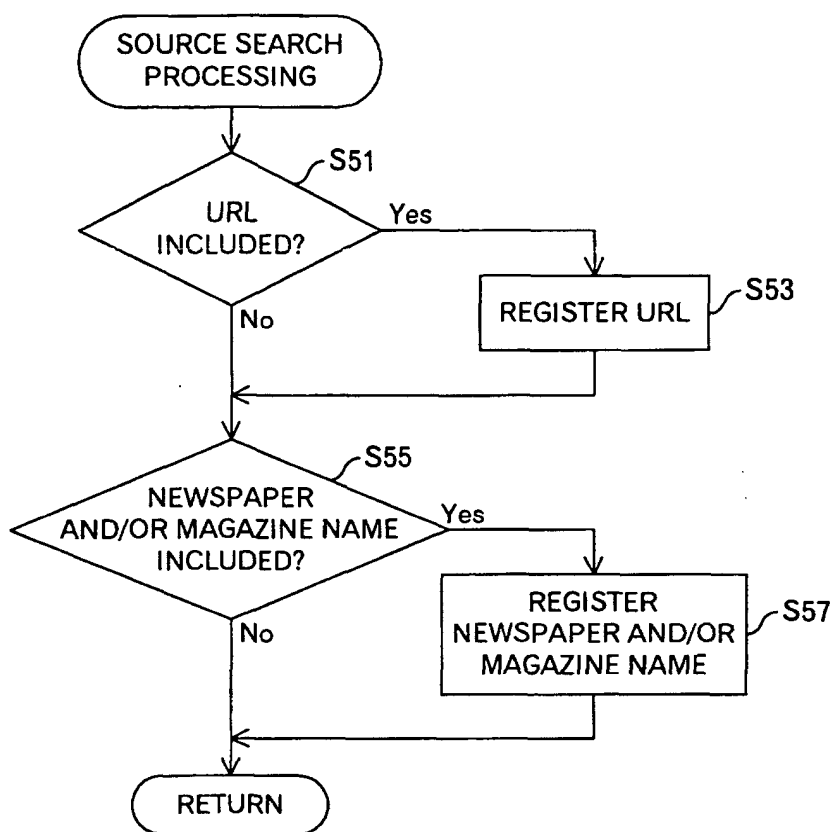 SOURCE SEARCH
PROCESSING
S51
URL
INCLUDED?
Yes
No
S53
REGISTER URL
S55
NEWSPAPER
AND/OR MAGAZINE NAME
INCLUDED?
Yes
No
REGISTER
NEWSPAPER AND/OR
MAGAZINE NAME
S57
RETURN